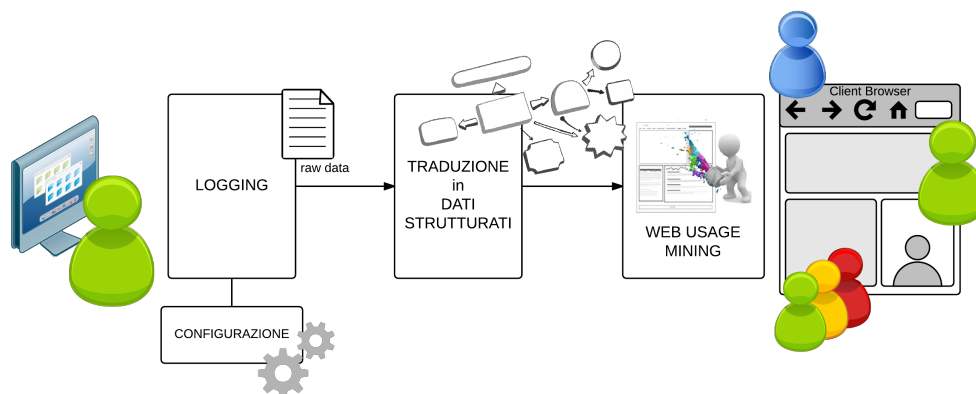 Client Browser
LOGGING
raw data
TRADUZIONE
in
DATI
STRUTTURATI
WEB USAGE
MINING
CONFIGURAZIONE